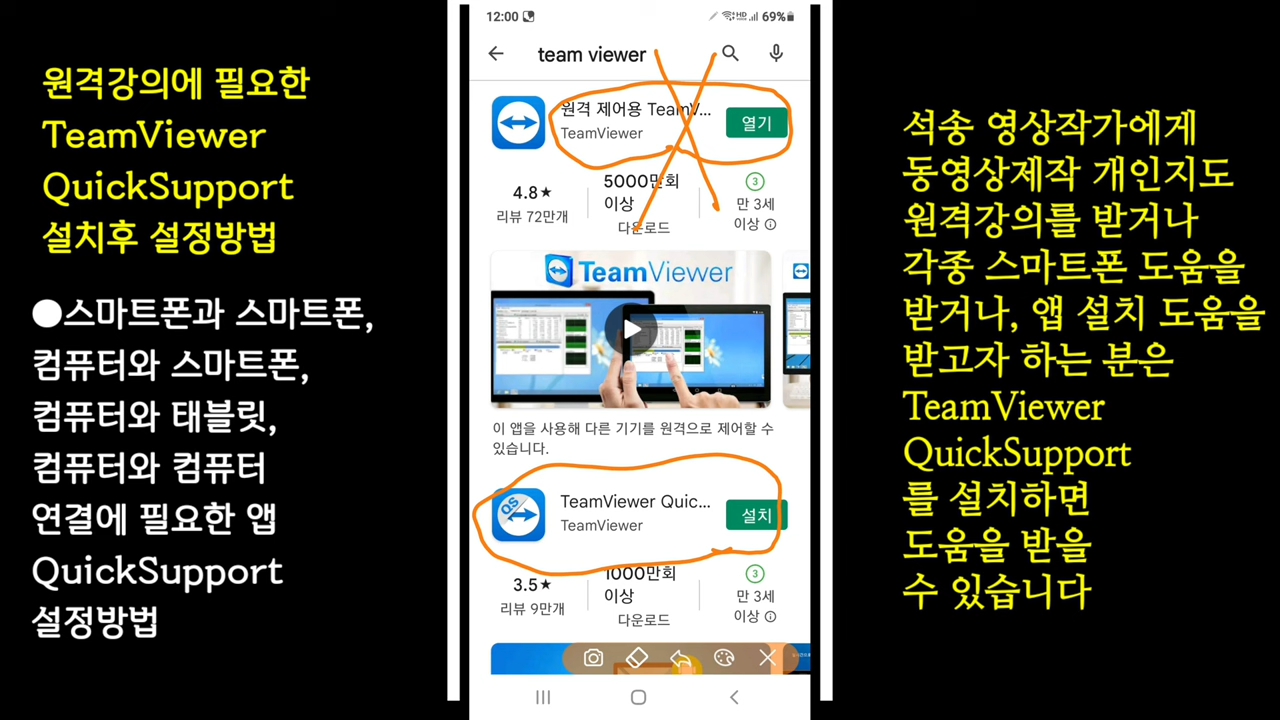 원격강의에 필요한
TeamViewer
QuickSupport
설치후 설정방법
●스마트폰과 스마트폰,
컴퓨터와 스마트폰,
컴퓨터와 태블릿,
컴퓨터와 컴퓨터
연결에 필요한 앱
QuickSupport
설정방법
12:00
69%
team viewer
원격 제어용 TeamV...
TeamViewer
열기
4.8★
리뷰 72만개
5000만회
이상
다운로드
3
만 3세
이상
TeamViewer
이 앱을 사용해 다른 기기를 원격으로 제어할 수
있습니다.
QS
TeamViewer Quic...
TeamViewer
설치
3.5★
리뷰 9만개
1000만회
이상
다운로드
3
만 3세
이상
석송 영상작가에게
동영상제작 개인지도
원격강의를 받거나
각종 스마트폰 도움을
받거나, 앱 설치 도움을
받고자 하는 분은
TeamViewer
QuickSupport
를 설치하면
도움을 받을
수 있습니다